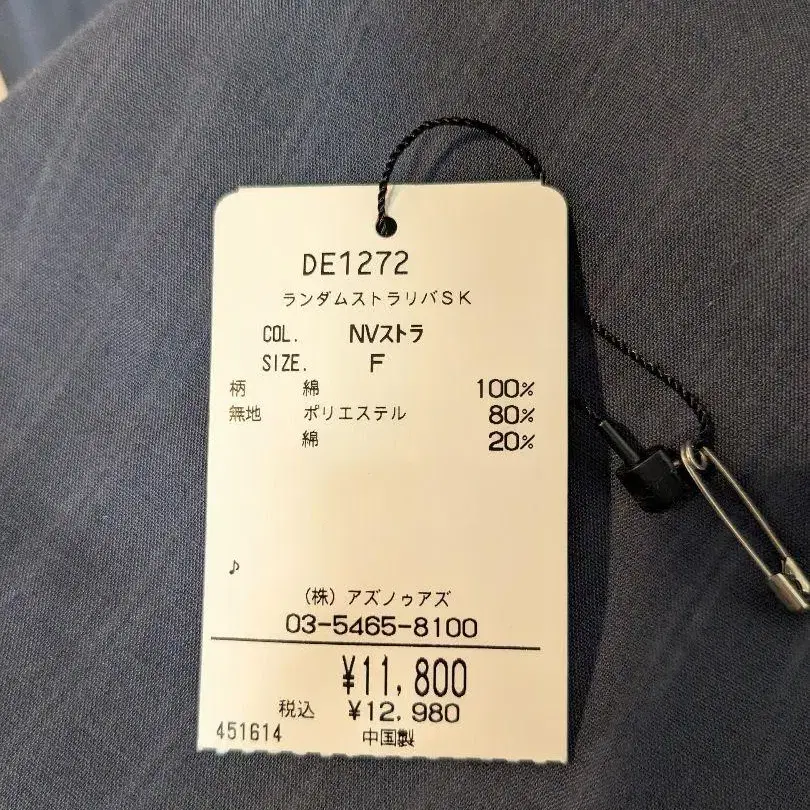 DE1272
ランダムストラリバSK
COL. NVストラ
SIZE. F
柄 綿 100%
無地 ポリエステル 80%
綿 20%
♪
(株) アズノゥアズ
03-5465-8100
¥11,800
税込 ¥12.980
451614 中国製